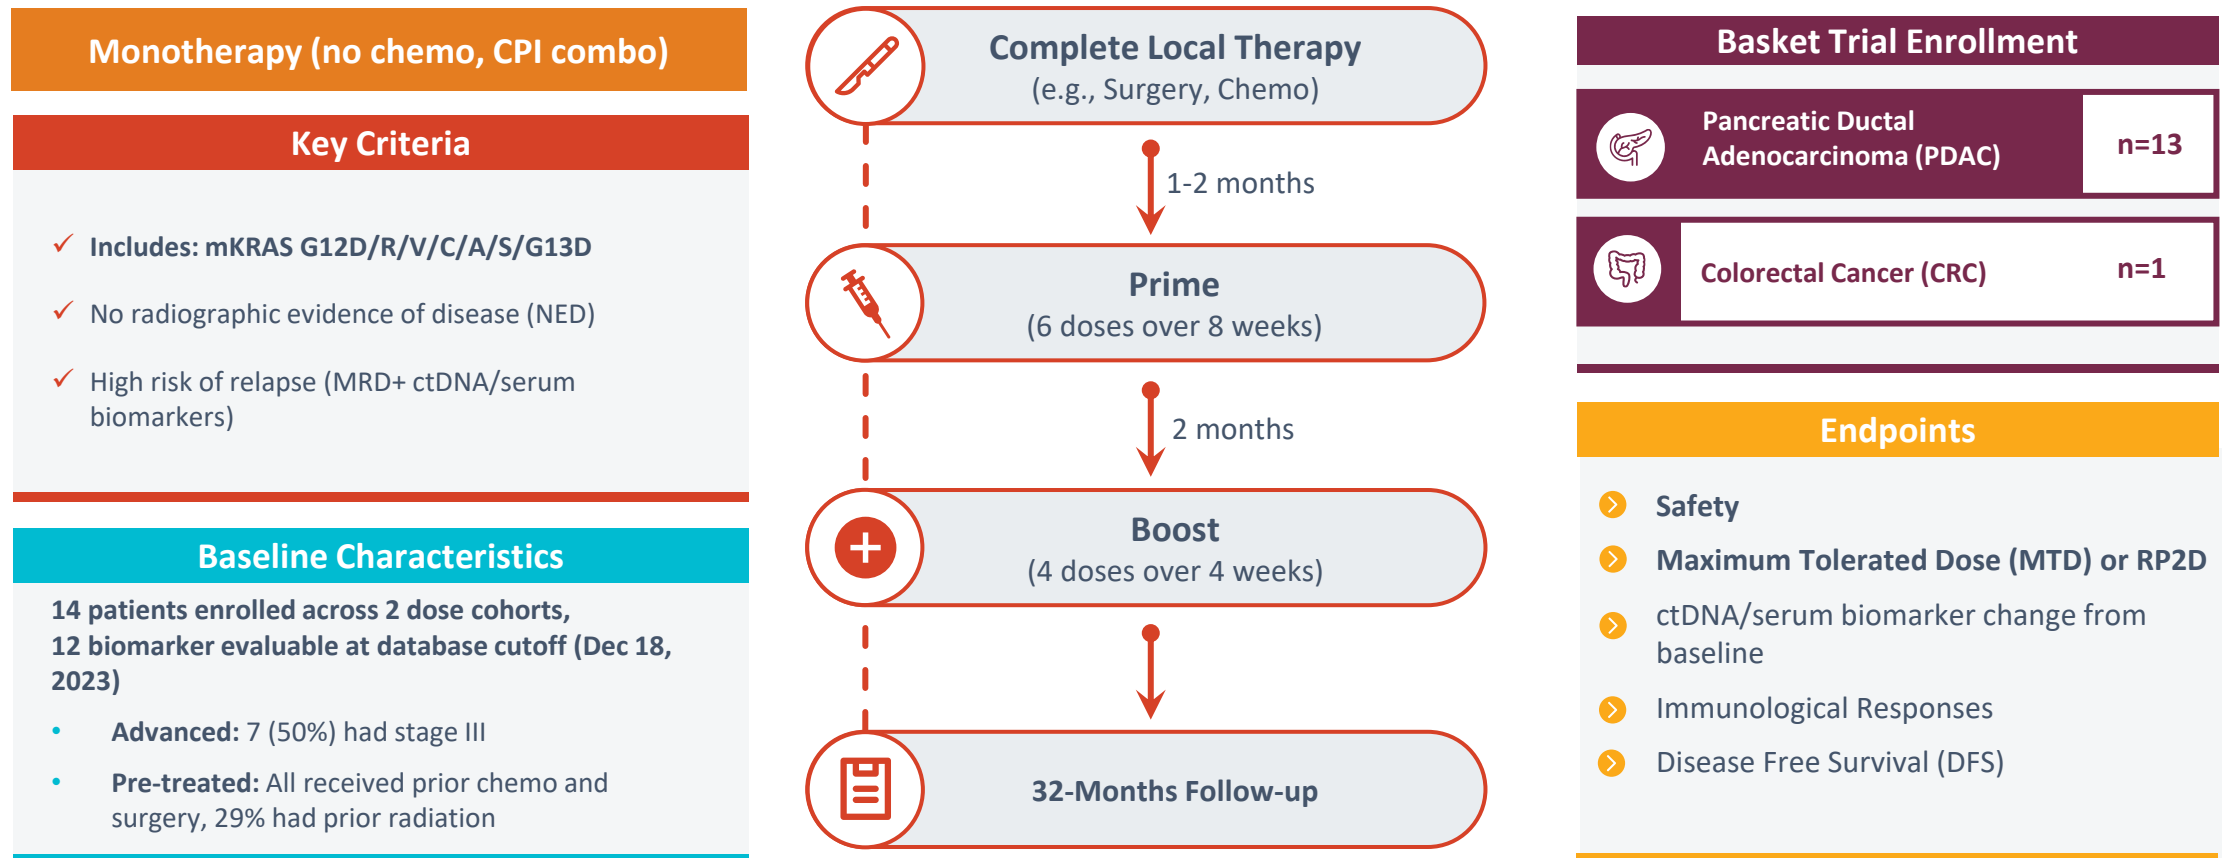 Monotherapy (no chemo, CPI combo)
Key Criteria
✓ Includes: mKRAS G12D/R/V/C/A/S/G13D
✓ No radiographic evidence of disease (NED)
✓ High risk of relapse (MRD+ ctDNA/serum
biomarkers)
Baseline Characteristics
14 patients enrolled across 2 dose cohorts,
12 biomarker evaluable at database cutoff (Dec 18,
2023)
• Advanced: 7 (50%) had stage III
• Pre-treated: All received prior chemo and
surgery, 29% had prior radiation
Complete Local Therapy
(e.g., Surgery, Chemo)
1-2 months
Prime
(6 doses over 8 weeks)
2 months
Boost
(4 doses over 4 weeks)
32-Months Follow-up
Basket Trial Enrollment
Pancreatic Ductal
Adenocarcinoma (PDAC)
n=13
Colorectal Cancer (CRC)
n=1
Endpoints
Safety
Maximum Tolerated Dose (MTD) or RP2D
ctDNA/serum biomarker change from
baseline
Immunological Responses
Disease Free Survival (DFS)